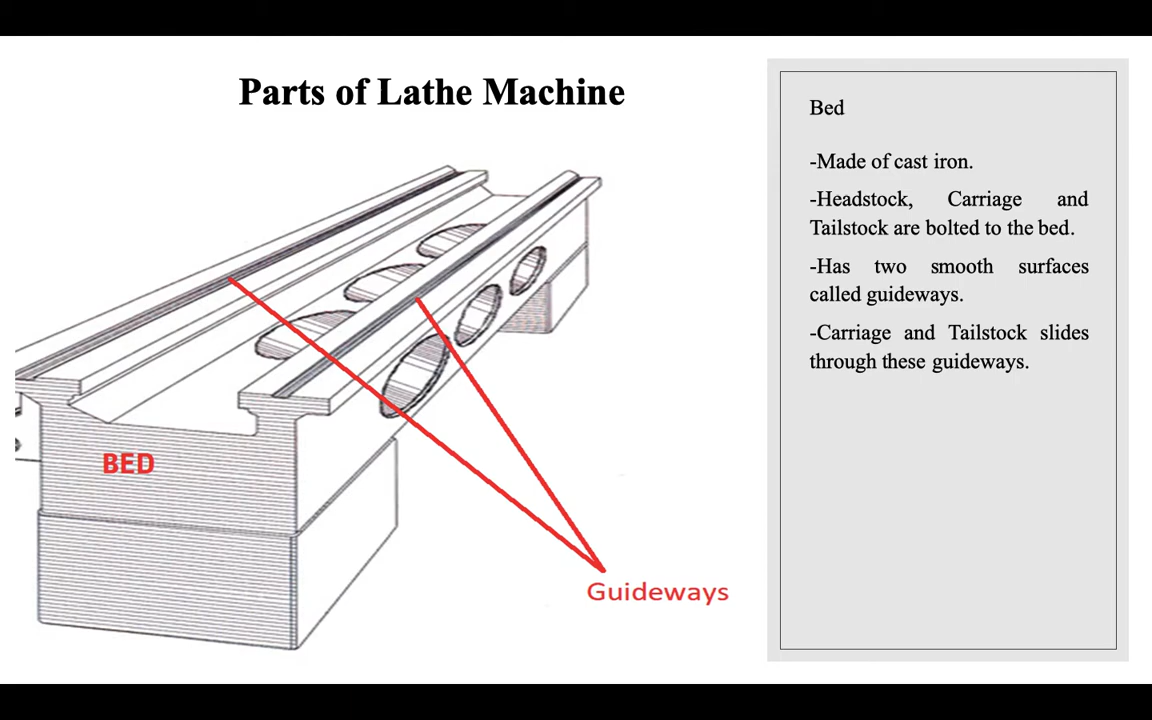 Parts of Lathe Machine
Bed
-Made of cast iron.
-Headstock, Carriage and
Tailstock are bolted to the bed.
-Has two smooth surfaces
called guideways.
-Carriage and Tailstock slides
through these guideways.
BED
Guideways